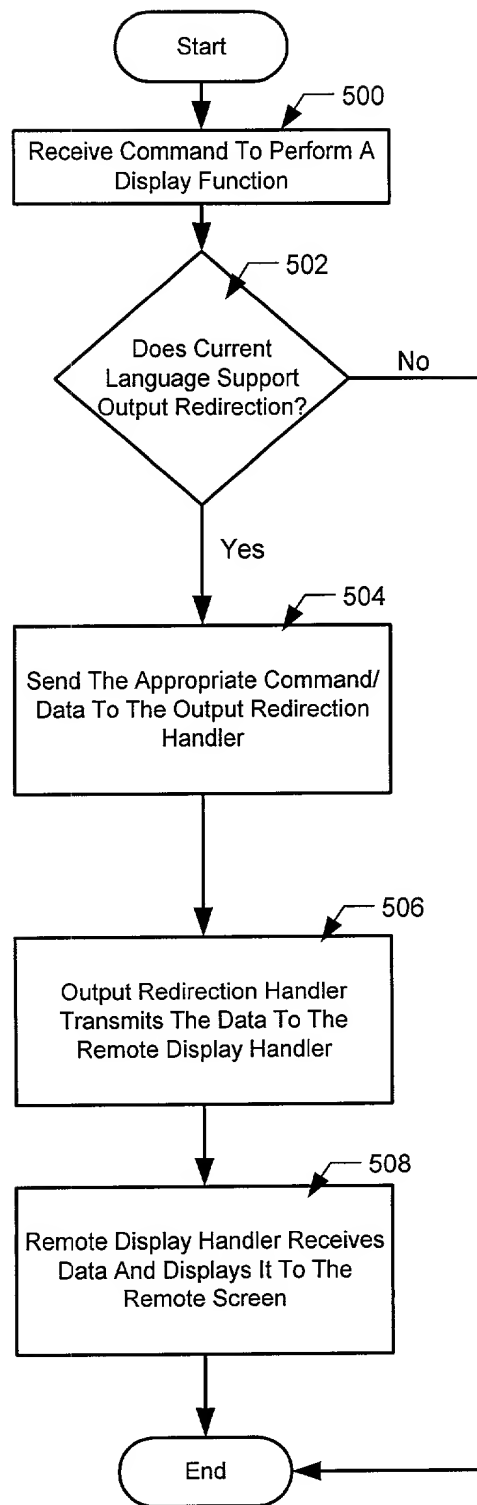 Start
500
Receive Command To Perform A
Display Function
502
Does Current
Language Support
Output Redirection?
No
Yes
504
Send The Appropriate Command/
Data To The Output Redirection
Handler
506
Output Redirection Handler
Transmits The Data To The
Remote Display Handler
508
Remote Display Handler Receives
Data And Displays It To The
Remote Screen
End